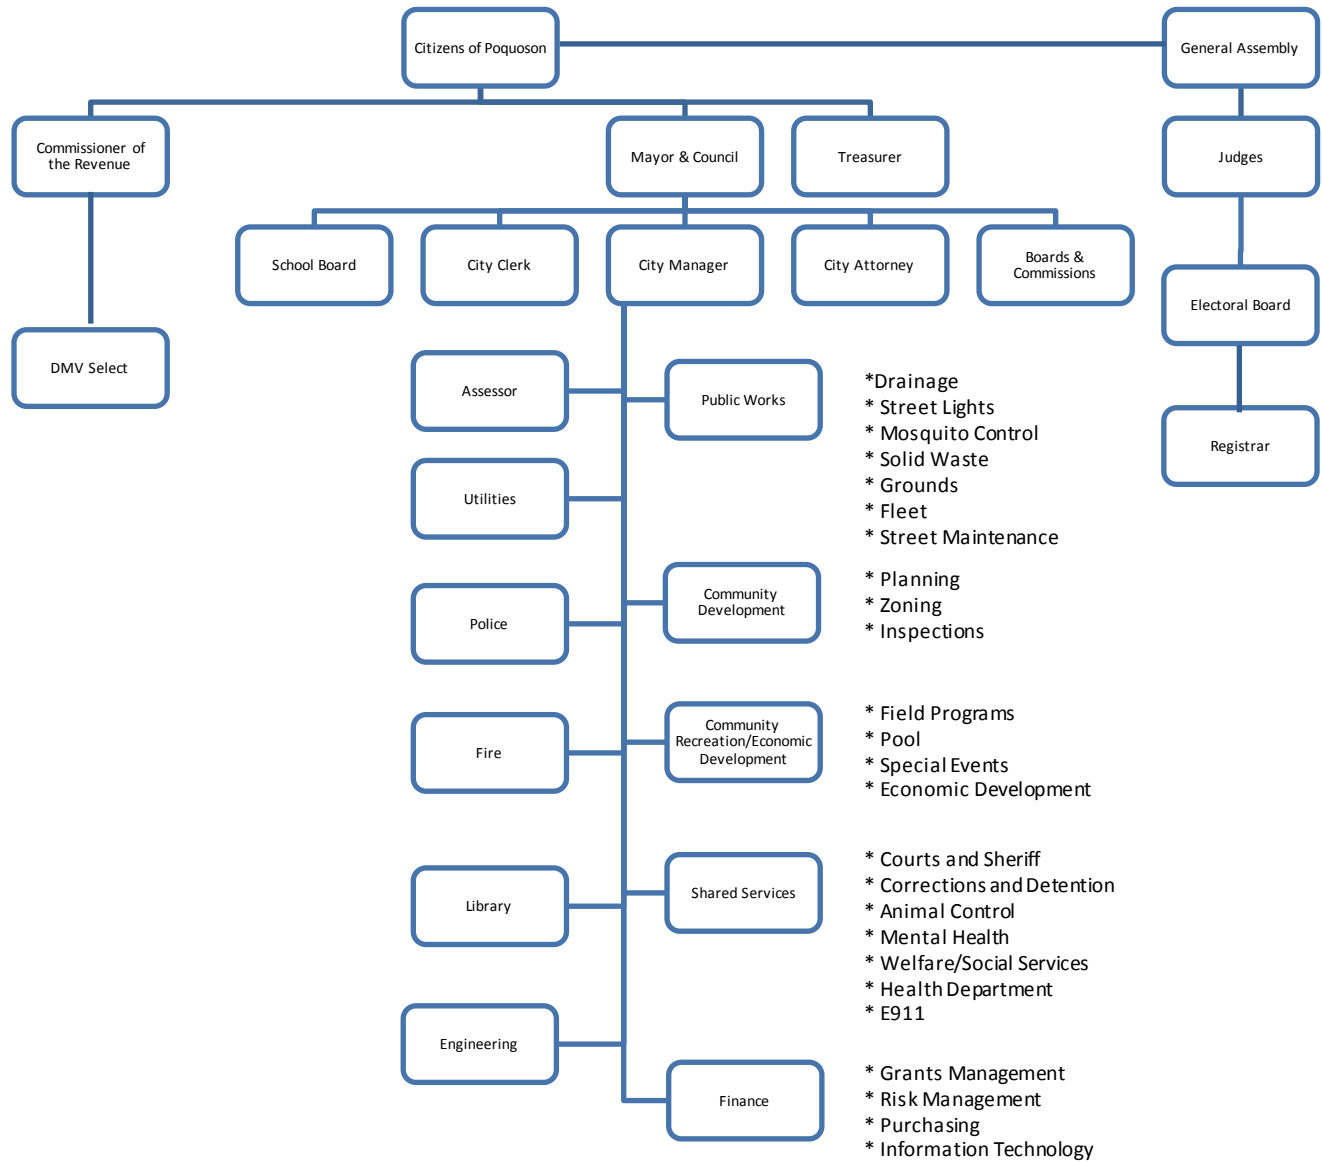 Citizens of Poquoson
General Assembly
Commissioner of
the Revenue
Mayor & Council
Treasurer
Judges
School Board
City Clerk
City Manager
City Attorney
Boards &
Commissions
Electoral Board
DMV Select
Registrar
Assessor
Public Works
*Drainage
* Street Lights
* Mosquito Control
* Solid Waste
* Grounds
* Fleet
* Street Maintenance
Utilities
Community
Development
* Planning
* Zoning
* Inspections
Police
Community
Recreation/Economic
Development
* Field Programs
* Pool
* Special Events
* Economic Development
Fire
Shared Services
* Courts and Sheriff
* Corrections and Detention
* Animal Control
* Mental Health
* Welfare/Social Services
* Health Department
* E911
Library
Engineering
Finance
* Grants Management
* Risk Management
* Purchasing
* Information Technology